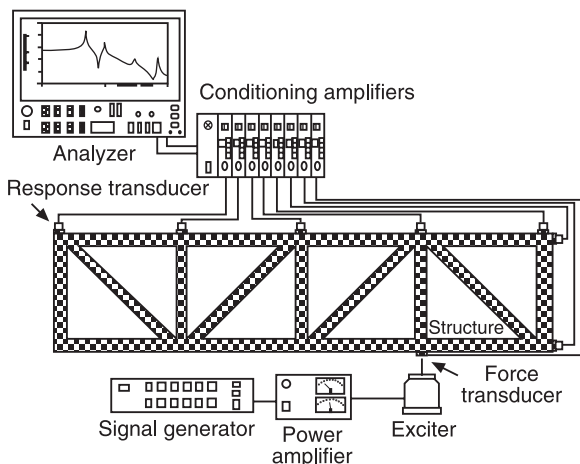 Conditioning amplifiers
Analyzer
Response transducer
Structure
Force
transducer
Signal generator
Power
amplifier
Exciter